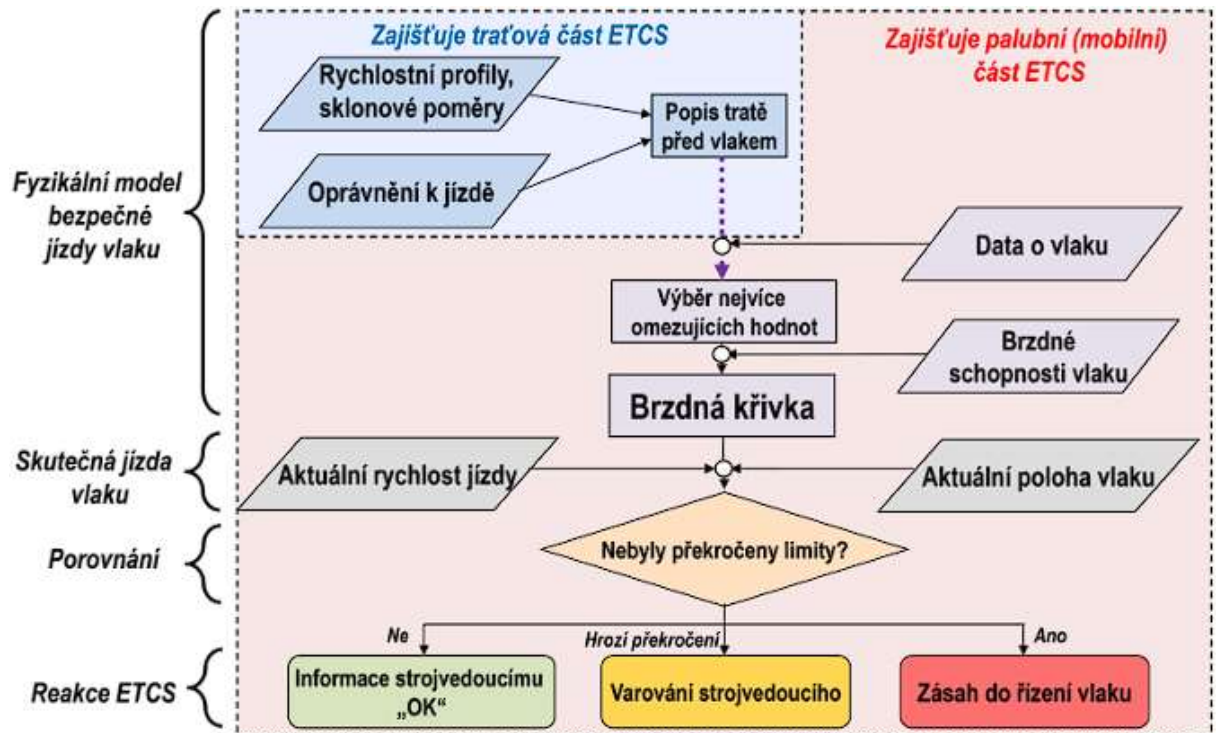 Zajišťuje traťová část ETCS
Zajišťuje palubní (mobilní)
část ETCS
Rychlostní profily,
sklonové poměry
Popis tratě
před vlakem
Oprávnění k jízdě
Fyzikální model
bezpečné
jízdy vlaku
Data o vlaku
Výběr nejvíce
omezujících hodnot
Brzdné
schopnosti vlaku
Brzdná křivka
Skutečná jízda
vlaku
Aktuální rychlost jízdy
Aktuální poloha vlaku
Porovnání
Nebyly překročeny limity?
Ne
Hrozí překročení
Ano
Reakce ETCS
Informace strojvedoucímu
„OK“
Varování strojvedoucího
Zásah do řízení vlaku